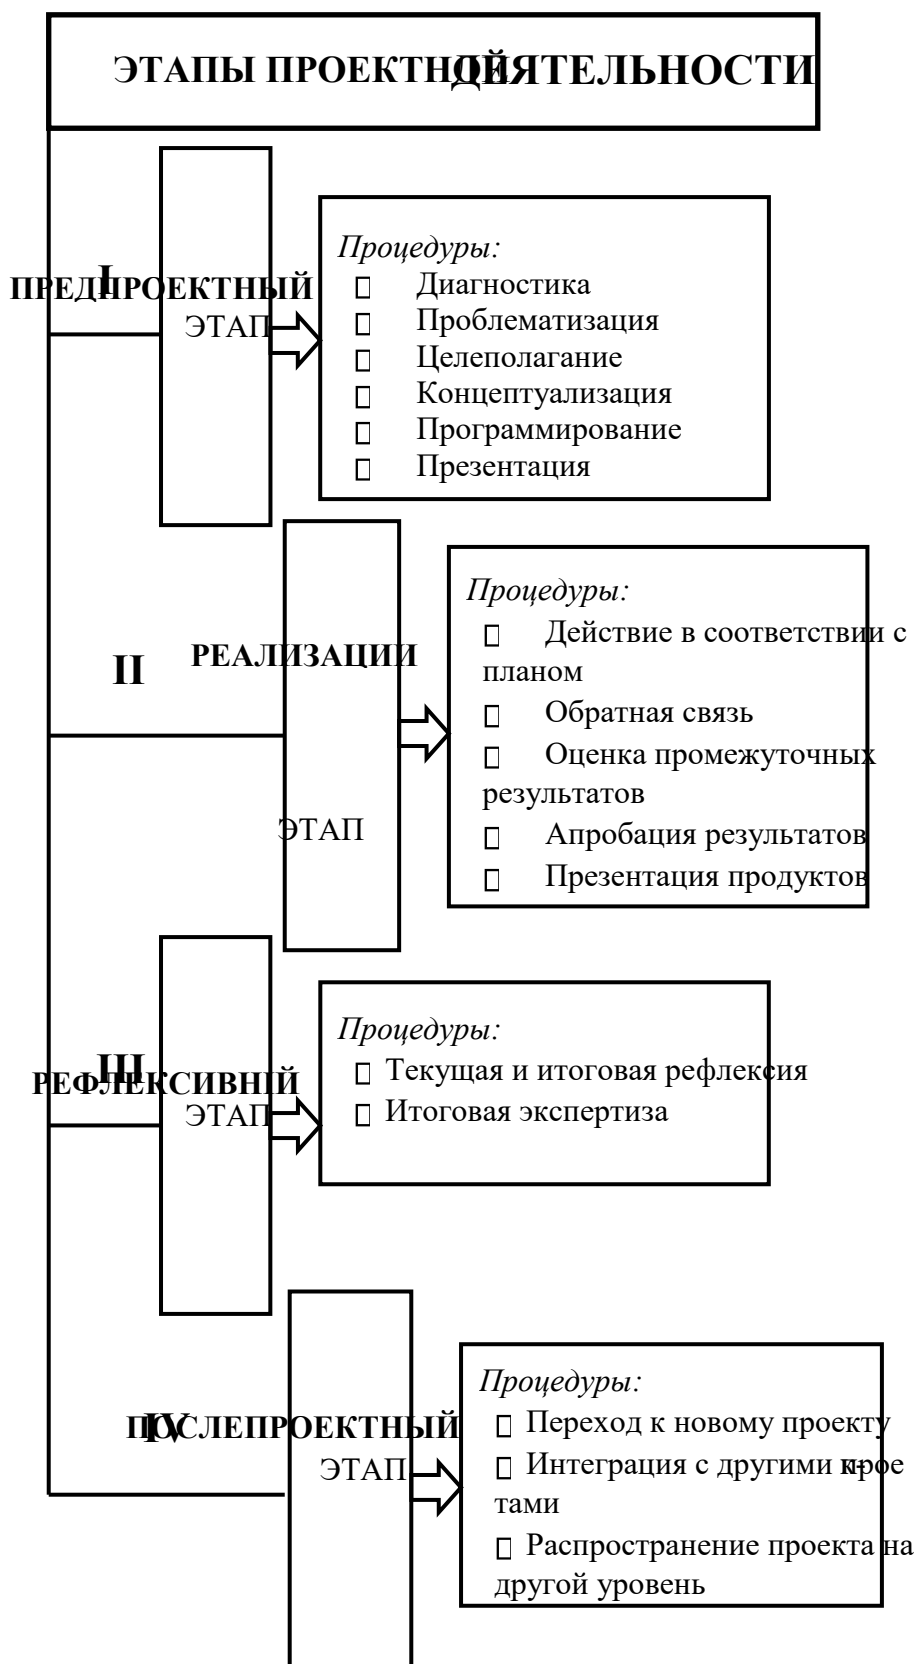 ЭТАПЫ ПРОЕКТНОЙ ДЕЯТЕЛЬНОСТИ
I
ПРЕДПРОЕКТНЫЙ
ЭТАП
Процедуры:
Диагностика
Проблематизация
Целеполагание
Концептуализация
Программирование
Презентация
II
РЕАЛИЗАЦИИ
ЭТАП
Процедуры:
Действие в соответствии с
планом
Обратная связь
Оценка промежуточных
результатов
Апробация результатов
Презентация продуктов
III
РЕФЛЕКСИВНІЙ
ЭТАП
Процедуры:
Текущая и итоговая рефлексия
Итоговая экспертиза
IV
ПОСЛЕПРОЕКТНЫЙ
ЭТАП
Процедуры:
Переход к новому проекту
Интеграция с другими проек-
тами
Распространение проекта на
другой уровень